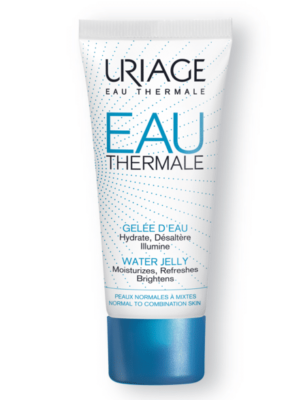 URIAGE
EAU THERMALE
EAU
THERMALE
GELÉE D'EAU
Hydrate, Désaltère
Illumine
WATER JELLY
Moisturizes, Refreshes
Brightens
PEAUX NORMALES À MIXTES
NORMAL TO COMBINATION SKIN